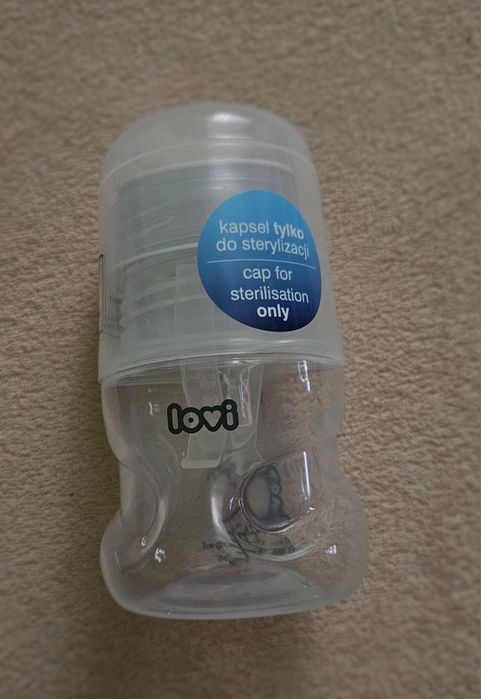 kapsel tylko
do sterylizacji
cap for
sterilisation
only
lovi